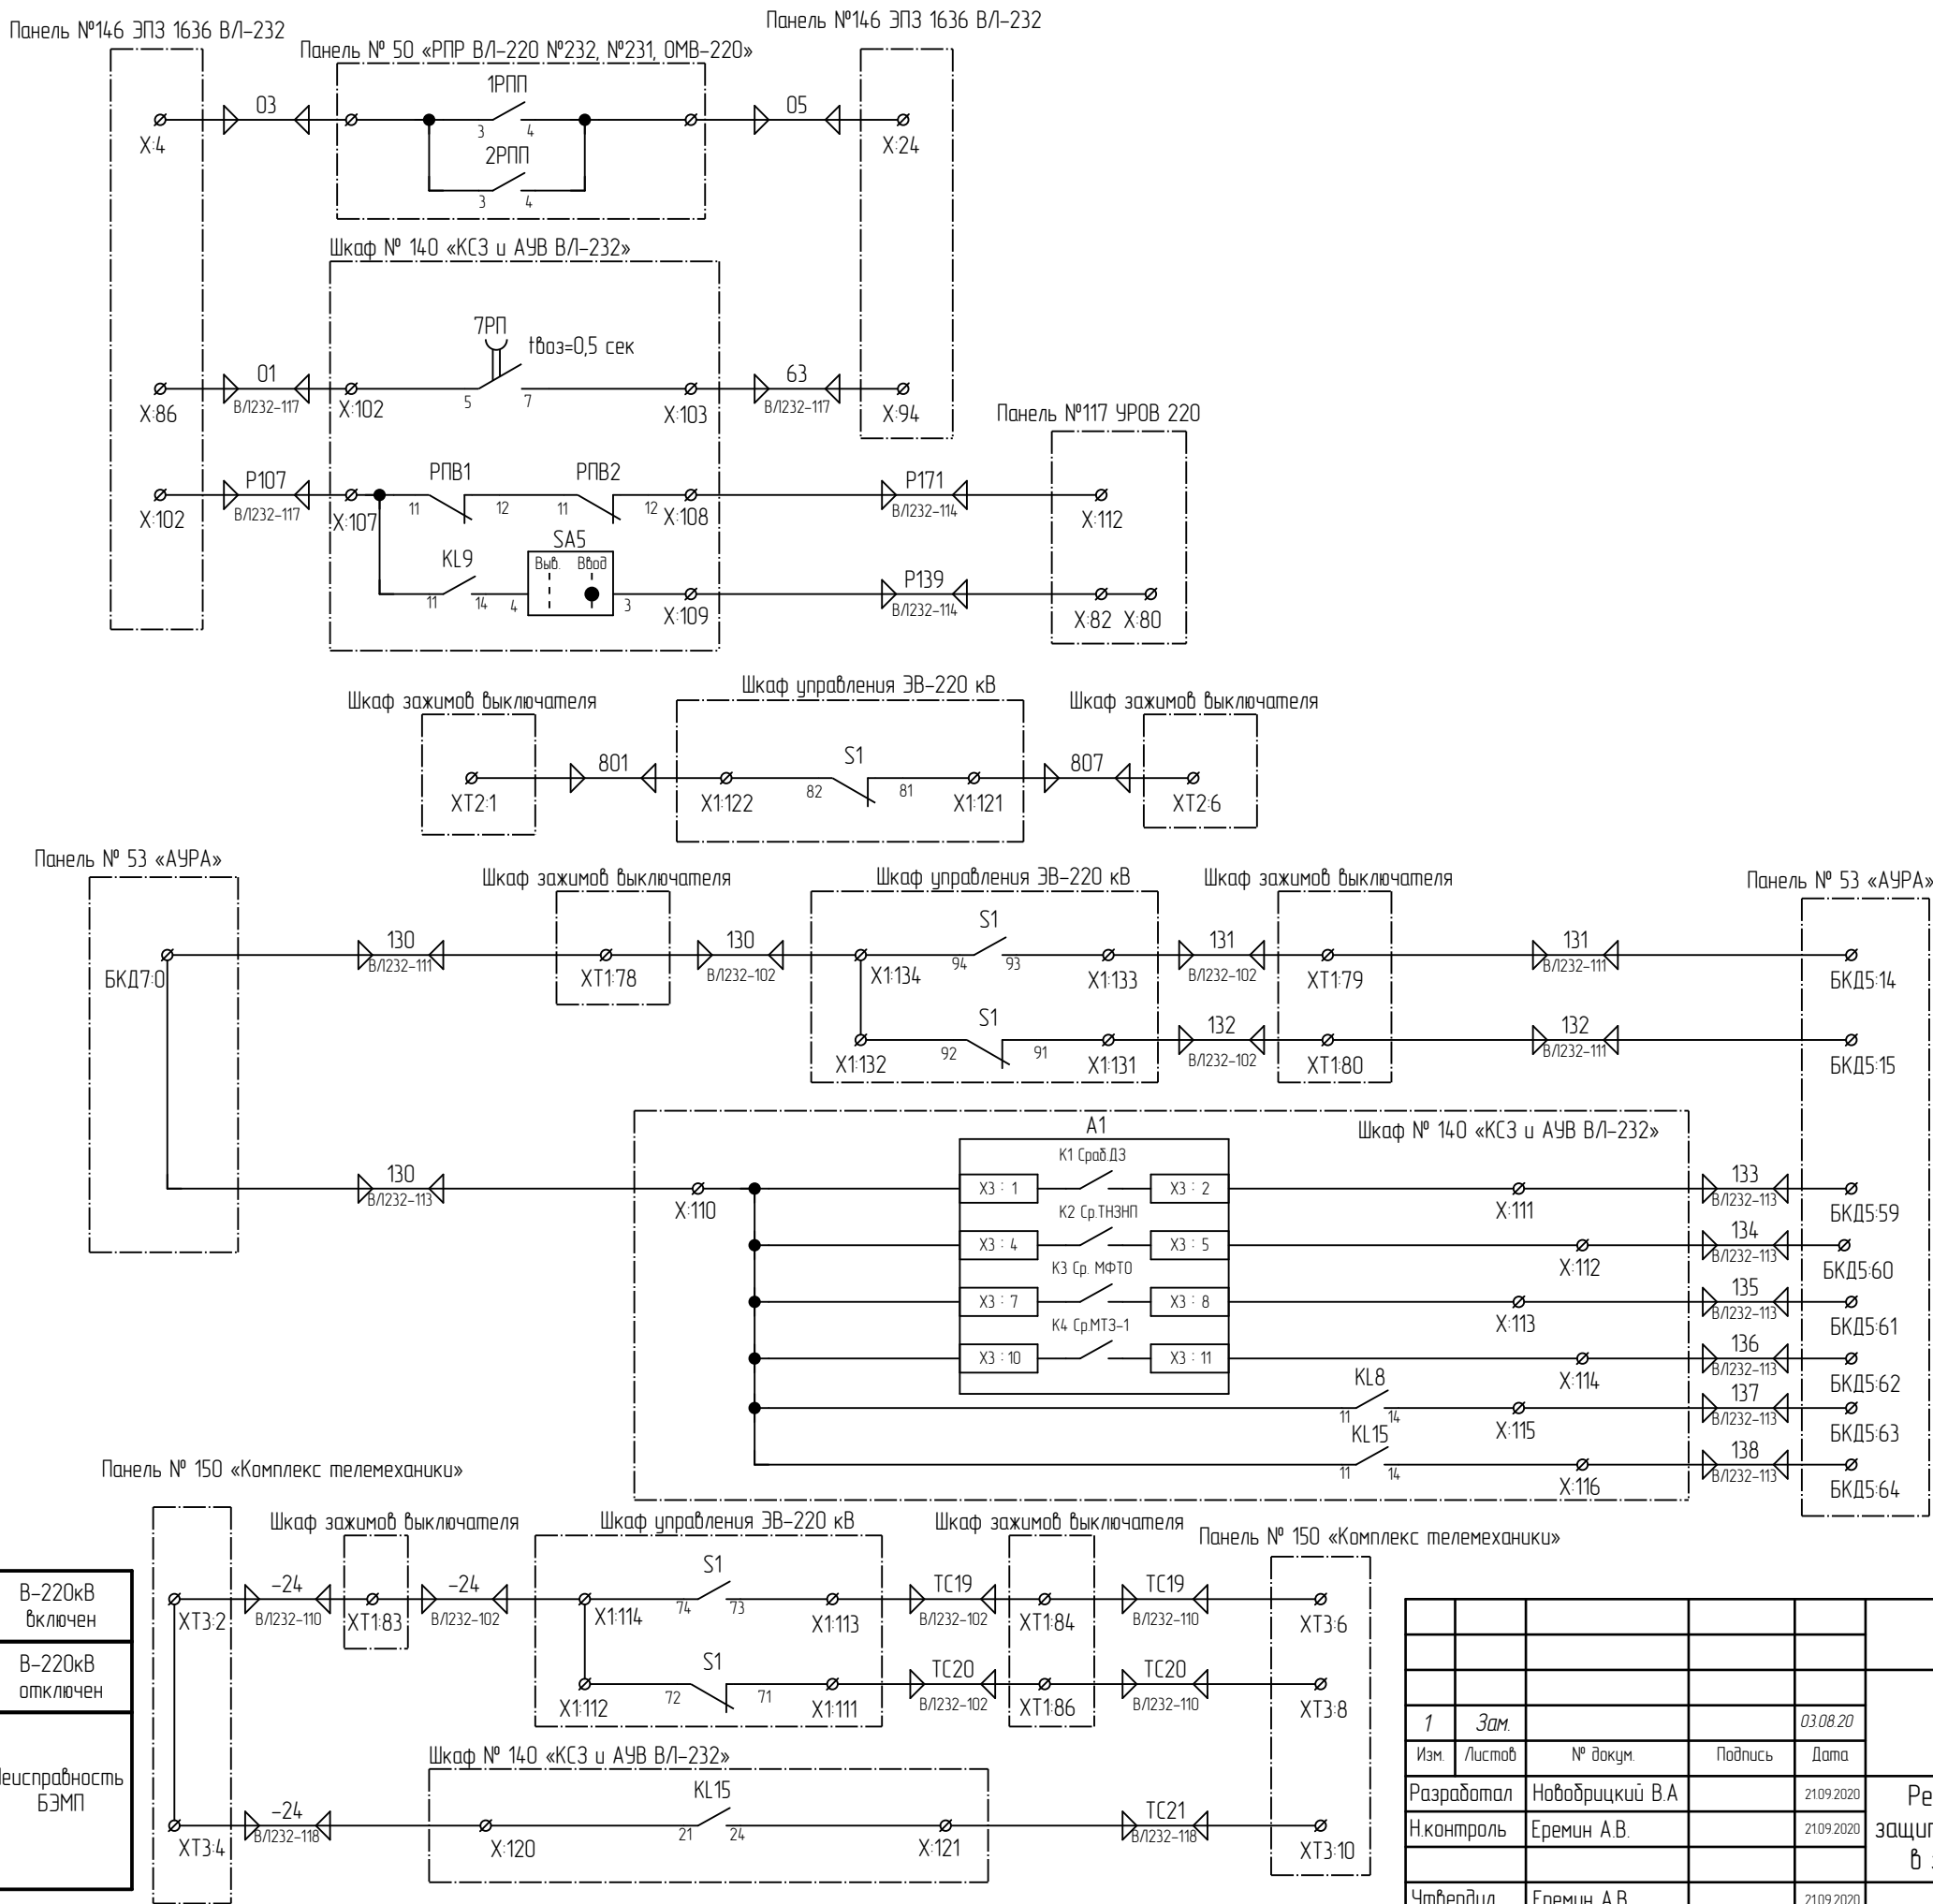 Панель №146 ЭПЗ 1636 ВЛ-232
Панель № 50 «РПР ВЛ-220 №232, №231, ОМВ-220»
Панель №146 ЭПЗ 1636 ВЛ-232
1РПП
03
3 4
05
Х:4
Х:24
2РПП
3 4
Шкаф № 140 «КСЗ и АУВ ВЛ-232»
7РП
tвоз=0,5 сек
01
ВЛ232-117
Х:86
Х:102
5 7
Х:103
63
ВЛ232-117
Х:94
Панель №117 УРОВ 220
Р107
ВЛ232-117
Х:102
Х:107
РПВ1
11 12
РПВ2
11 12
Х:108
Р171
ВЛ232-114
Х:112
KL9
11 14
SA5
Выв. Ввод
4 3
Х:109
Р139
ВЛ232-114
Х:82 Х:80
Шкаф зажимов выключателя
Шкаф управления ЭВ-220 кВ
Шкаф зажимов выключателя
ХТ2:1
801
Х1:122
S1
82 81
Х1:121
807
ХТ2:6
Панель № 53 «АУРА»
Шкаф зажимов выключателя
Шкаф управления ЭВ-220 кВ
Шкаф зажимов выключателя
Панель № 53 «АУРА»
БКД7:0
130
ВЛ232-111
ХТ1:78
130
ВЛ232-102
Х1:134
S1
94 93
Х1:133
131
ВЛ232-102
ХТ1:79
131
ВЛ232-111
БКД5:14
Х1:132
S1
92 91
Х1:131
132
ВЛ232-102
ХТ1:80
132
ВЛ232-111
БКД5:15
Шкаф № 140 «КСЗ и АУВ ВЛ-232»
А1
130
ВЛ232-113
Х:110
К1 Сраб.ДЗ
Х3 : 1 Х3 : 2
Х:111
133
ВЛ232-113
БКД5:59
К2 Ср.ТНЗНП
Х3 : 4 Х3 : 5
Х:112
134
ВЛ232-113
БКД5:60
К3 Ср. МФТО
Х3 : 7 Х3 : 8
Х:113
135
ВЛ232-113
БКД5:61
К4 Ср.МТЗ-1
Х3 : 10 Х3 : 11
Х:114
136
ВЛ232-113
БКД5:62
KL8
11 14
Х:115
137
ВЛ232-113
БКД5:63
KL15
11 14
Х:116
138
ВЛ232-113
БКД5:64
Панель № 150 «Комплекс телемеханики»
Шкаф зажимов выключателя
Шкаф управления ЭВ-220 кВ
Шкаф зажимов выключателя
Панель № 150 «Комплекс телемеханики»
В-220кВ
включен
ХТ3:2
-24
ВЛ232-110
ХТ1:83
-24
ВЛ232-102
Х1:114
S1
74 73
Х1:113
ТС19
ВЛ232-102
ХТ1:84
ТС19
ВЛ232-110
ХТ3:6
В-220кВ
отключен
Х1:112
S1
72 71
Х1:111
ТС20
ВЛ232-102
ХТ1:86
ТС20
ВЛ232-110
ХТ3:8
Шкаф № 140 «КСЗ и АУВ ВЛ-232»
еисправность
БЭМП
ХТ3:4
-24
ВЛ232-118
Х:120
KL15
21 24
Х:121
ТС21
ВЛ232-118
ХТ3:10
1 Зам. 03.08.20
Изм. Листов № докум. Подпись Дата
Разработал Новобрицкий В.А 21.09.2020
Н.контроль Еремин А.В. 21.09.2020
Утвердил Еремин А.В. 21.09.2020
Ре
защит
в з